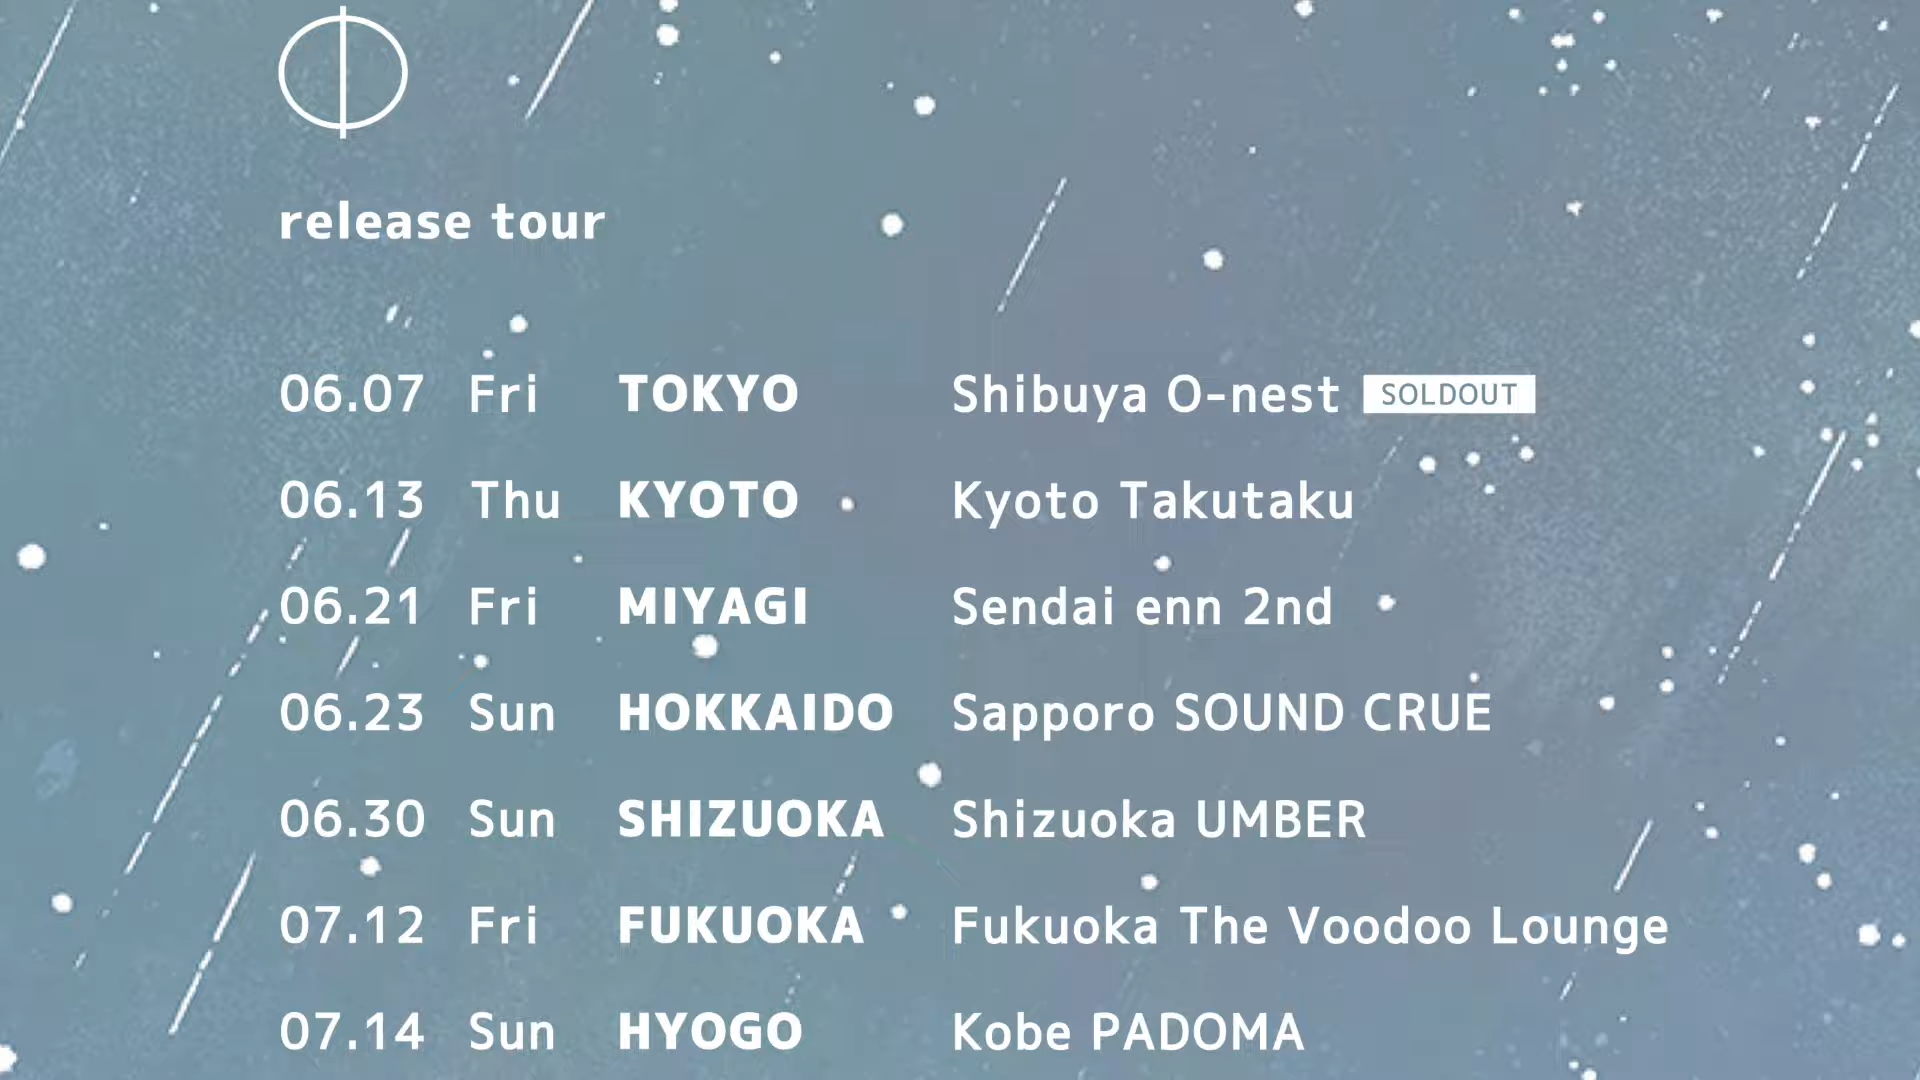 release tour
06.07 Fri TOKYO Shibuya O-nest SOLDOUT
06.13 Thu KYOTO Kyoto Takutaku
06.21 Fri MIYAGI Sendai enn 2nd
06.23 Sun HOKKAIDO Sapporo SOUND CRUE
06.30 Sun SHIZUOKA Shizuoka UMBER
07.12 Fri FUKUOKA Fukuoka The Voodoo Lounge
07.14 Sun HYOGO Kobe PADOMA